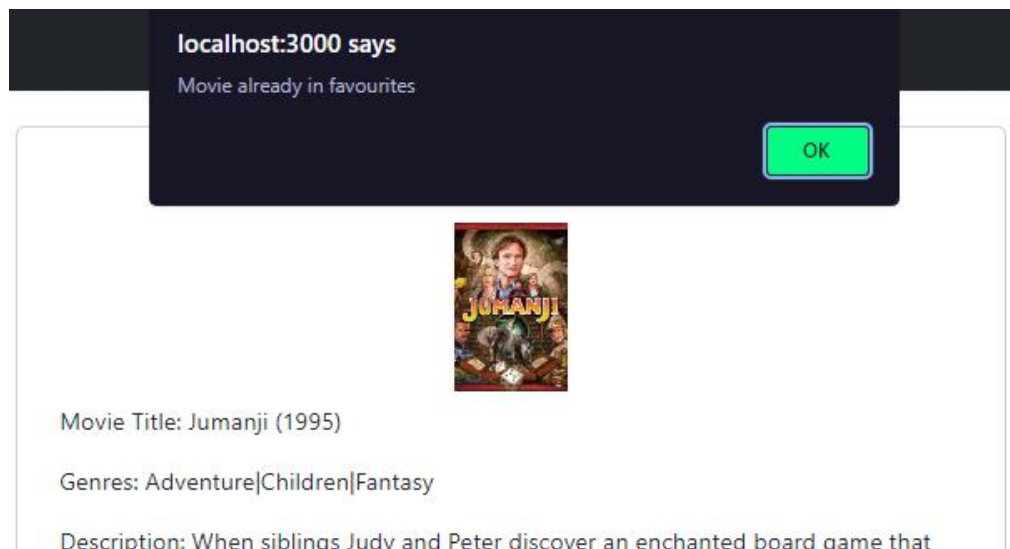 localhost:3000 says
Movie already in favourites
OK
JUMANJI
Movie Title: Jumanji (1995)
Genres: Adventure|Children|Fantasy
Description: When siblings Judy and Peter discover an enchanted board game that